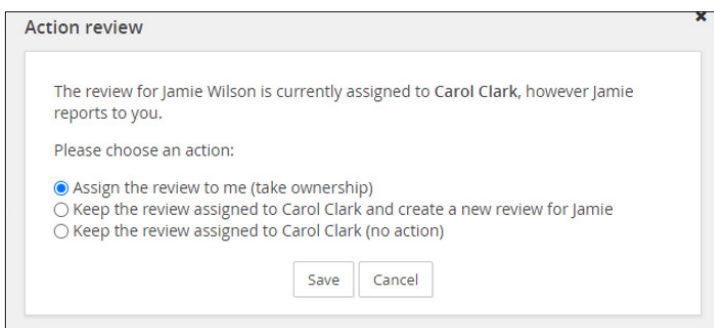 Action review
The review for Jamie Wilson is currently assigned to Carol Clark, however Jamie
reports to you.
Please choose an action:
Assign the review to me (take ownership)
Keep the review assigned to Carol Clark and create a new review for Jamie
Keep the review assigned to Carol Clark (no action)
Save Cancel